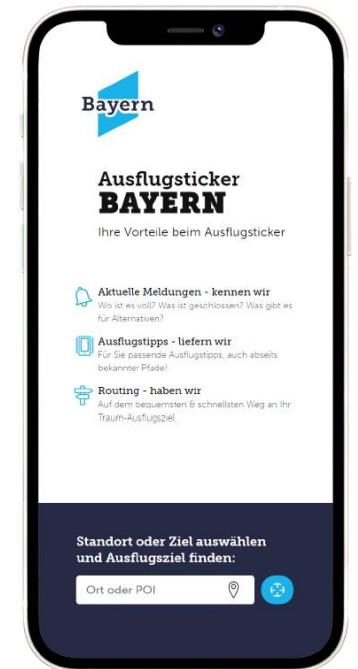 Bayern
Ausflugsticker
BAYERN
Ihre Vorteile beim Ausflugsticker
Aktuelle Meldungen - kennen wir
Wo ist es voll? Was ist geschlossen? Was gibt es
für Alternativen?
Ausflugstipps - liefern wir
Für Sie passende Ausflugstipps, auch abseits
bekannter Pfade!
Routing - haben wir
Auf dem bequemsten & schnellsten Weg an Ihr
Traum-Ausflugsziel.
Standort oder Ziel auswählen
und Ausflugsziel finden:
Ort oder POI